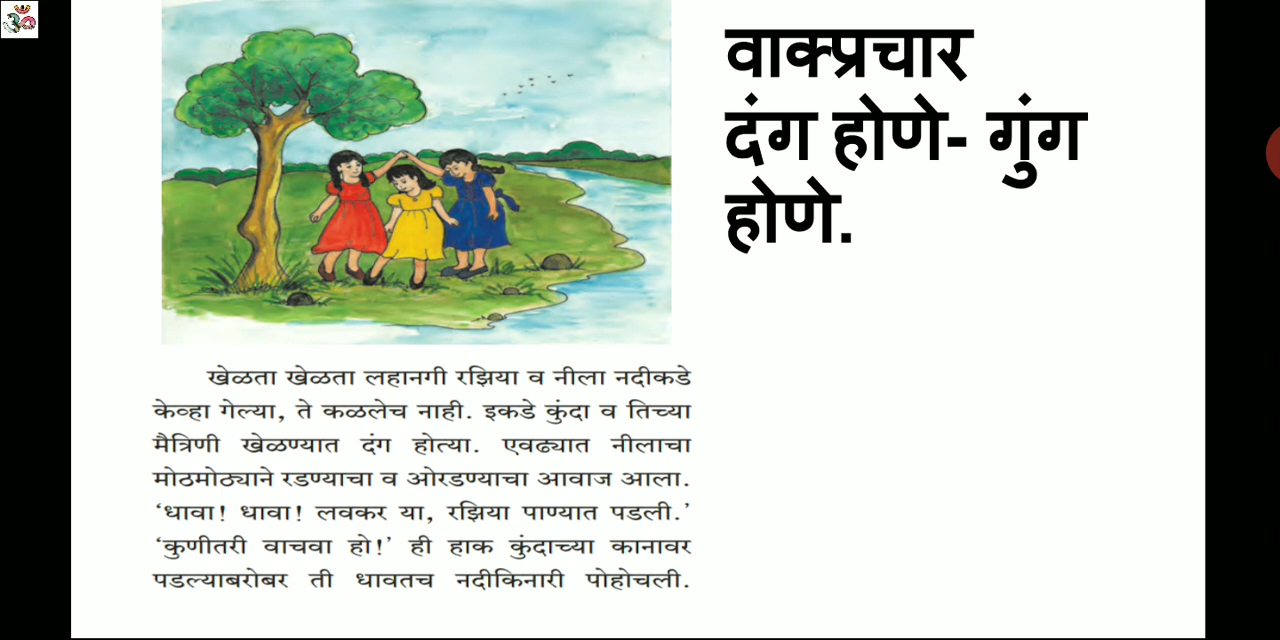 वाक्प्रचार
दंग होणे- गुंग
होणे.
खेळता खेळता लहानगी रझिया व नीला नदीकडे
केव्हा गेल्या, ते कळलेच नाही. इकडे कुंदा व तिच्या
मैत्रिणी खेळण्यात दंग होत्या. एवढ्यात नीलाचा
मोठमोठ्याने रडण्याचा व ओरडण्याचा आवाज आला.
‘धावा! धावा! लवकर या, रझिया पाण्यात पडली.’
‘कुणीतरी वाचवा हो!’ ही हाक कुंदाच्या कानावर
पडल्याबरोबर ती धावतच नदीकिनारी पोहोचली.